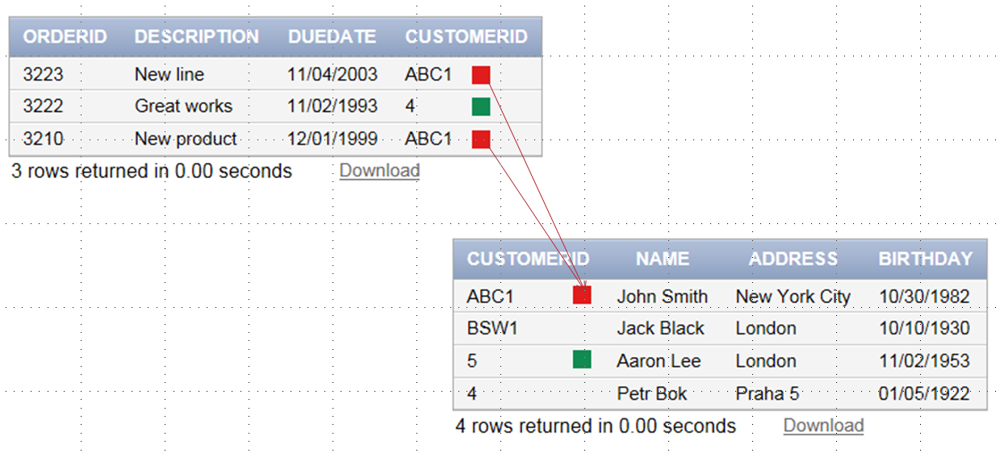 ORDERID DESCRIPTION DUEDATE CUSTOMERID
3223 New line 11/04/2003 ABC1
3222 Great works 11/02/1993 4
3210 New product 12/01/1999 ABC1
3 rows returned in 0.00 seconds Download
CUSTOMERID NAME ADDRESS BIRTHDAY
ABC1 John Smith New York City 10/30/1982
BSW1 Jack Black London 10/10/1930
5 Aaron Lee London 11/02/1953
4 Petr Bok Praha 5 01/05/1922
4 rows returned in 0.00 seconds Download